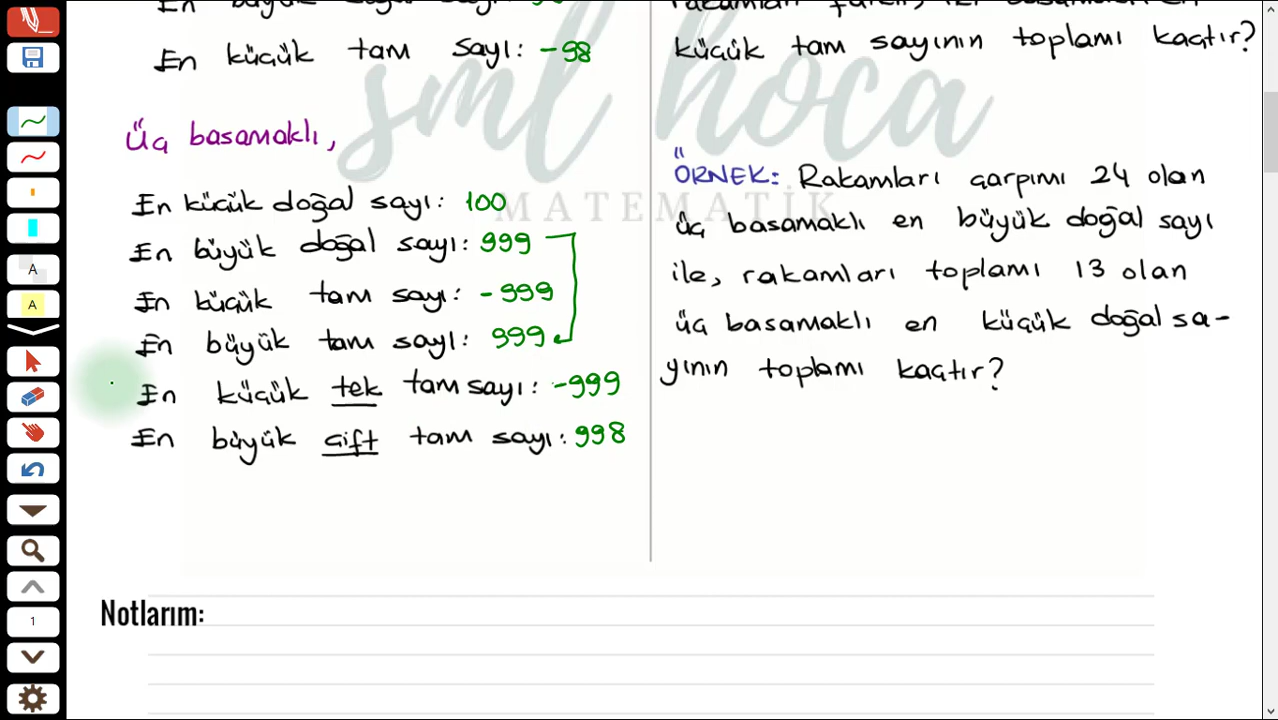 En küçük tam sayı: -98
Üç basamaklı,
En küçük doğal sayı: 100
En büyük doğal sayı: 999
En küçük tam sayı: -999
En büyük tam sayı: 999
En küçük tek tam sayı: -999
En büyük çift tam sayı: 998
küçük tam sayının toplamı kaçtır?
ÖRNEK: Rakamları çarpımı 24 olan
üç basamaklı en büyük doğal sayı
ile, rakamları toplamı 13 olan
üç basamaklı en küçük doğal sa-
yının toplamı kaçtır?
sml hoca
MATEMATİK
Notlarım:
A
A
1